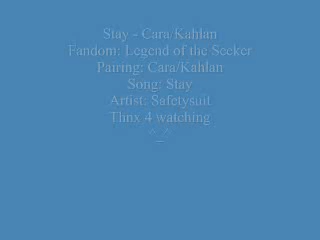 Stay - Cara/Kahlan
Fandom: Legend of the Seeker
Pairing: Cara/Kahlan
Song: Stay
Artist: Safetysuit
Thnx 4 watching
^_^